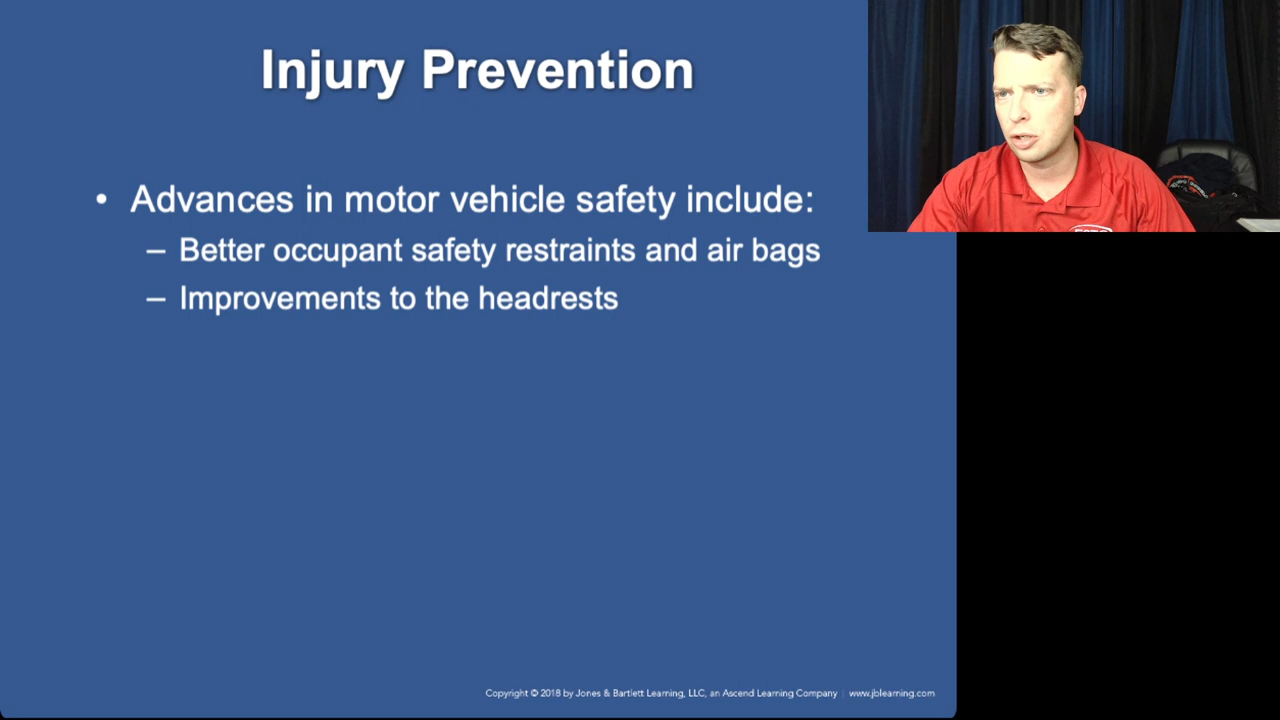 Injury Prevention
• Advances in motor vehicle safety include:
– Better occupant safety restraints and air bags
– Improvements to the headrests
Copyright © 2018 by Jones & Bartlett Learning, LLC, an Ascend Learning Company | www.jblearning.com